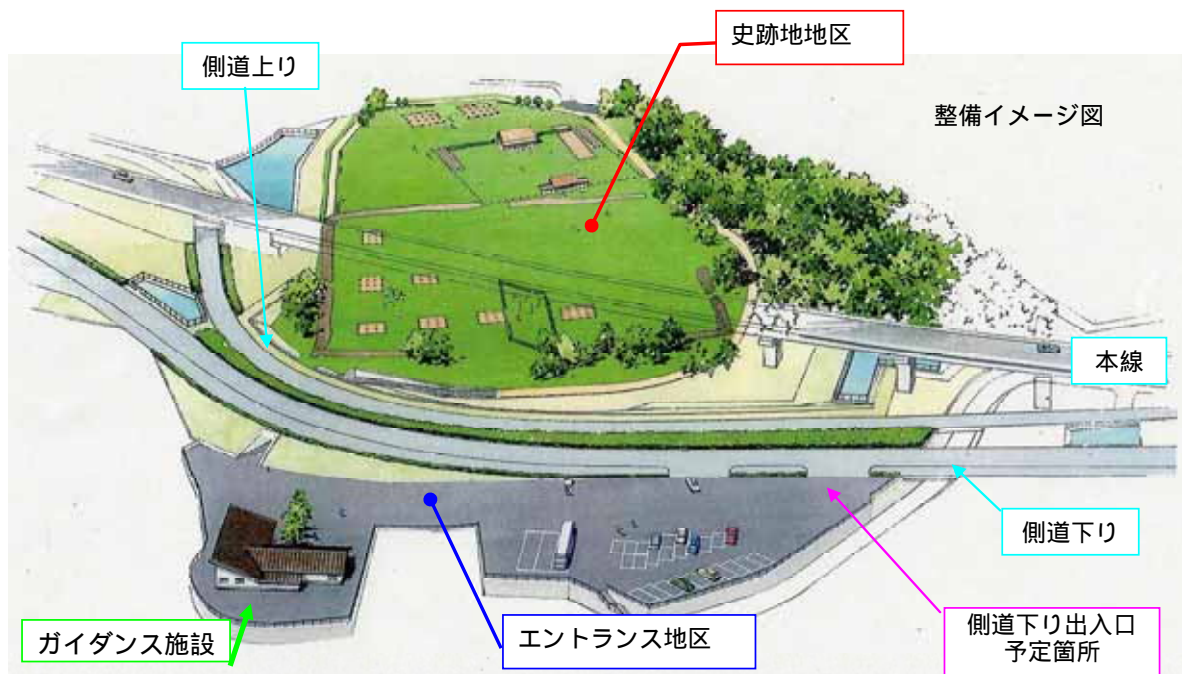 史跡地地区
側道上り
整備イメージ図
本線
側道下り
側道下り出入口
予定箇所
エントランス地区
ガイダンス施設